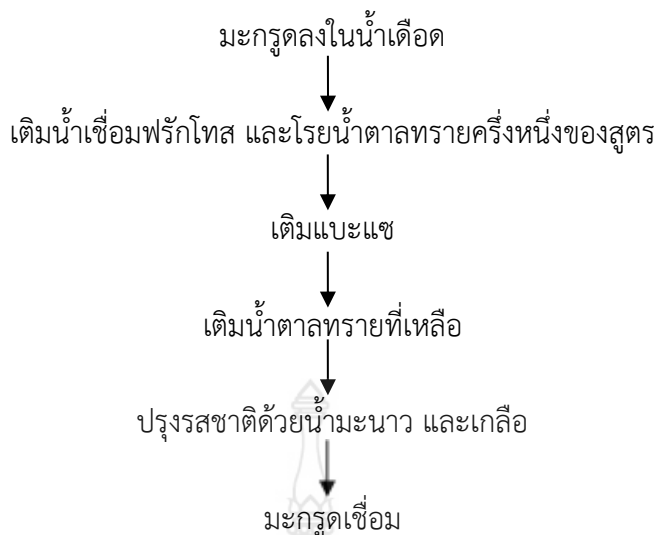 มะกรูดลงในน้ำเดือด
เติมน้ำเชื่อมฟรักโทส และโรยน้ำตาลทรายครึ่งหนึ่งของสูตร
เติมแบะแซ
เติมน้ำตาลทรายที่เหลือ
ปรุงรสชาติด้วยน้ำมะนาว และเกลือ
มะกรูดเชื่อม